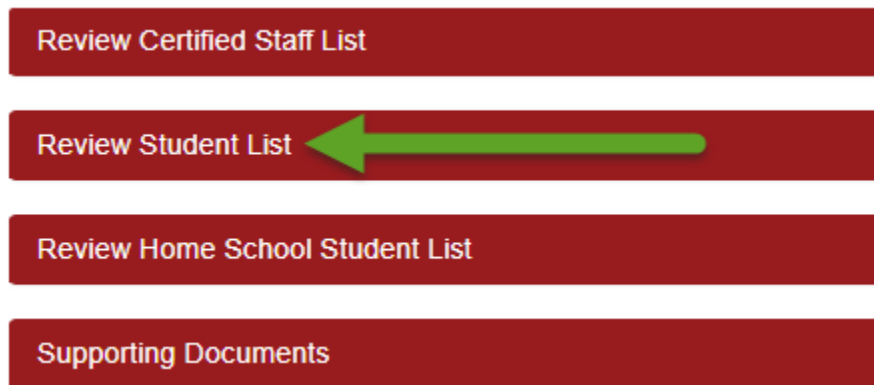 Review Certified Staff List
Review Student List
Review Home School Student List
Supporting Documents